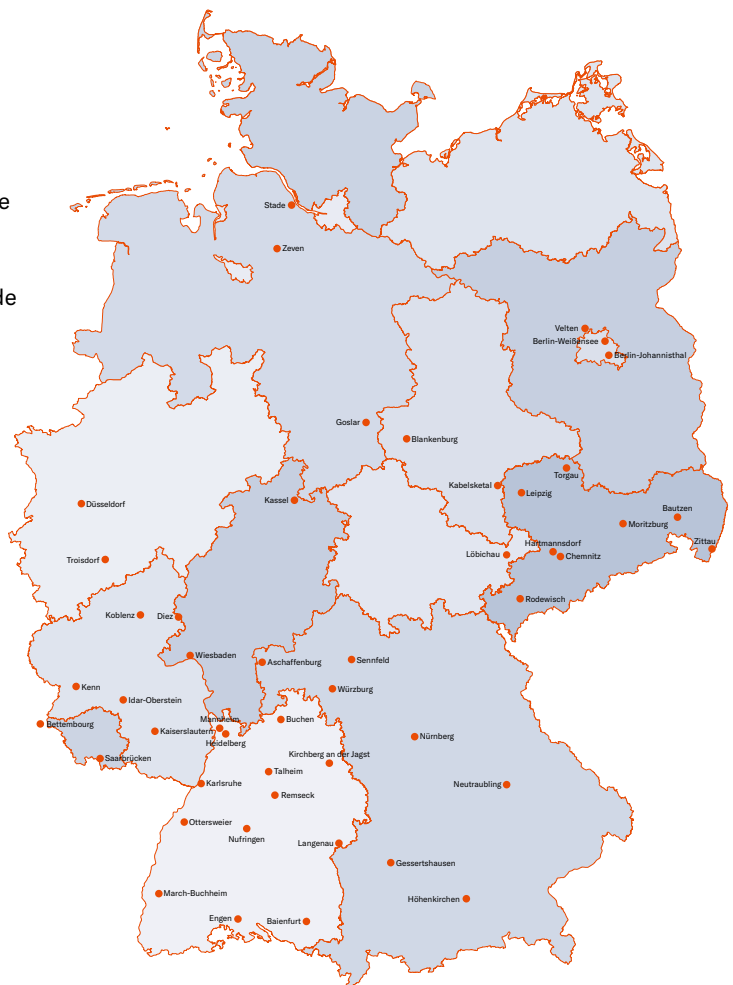 e
Stade
Zeven
de
Velten
Berlin-Weißensee
Berlin-Johannisthal
Goslar
Blankenburg
Torgau
Kabelsketal
Leipzig
Kassel
Düsseldorf
Bautzen
Moritzburg
Zittau
Hartmannsdorf
Löbichau
Chemnitz
Troisdorf
Rodewisch
Koblenz
Diez
Wiesbaden
Aschaffenburg
Sennfeld
Kenn
Würzburg
Idar-Oberstein
Mannheim
Buchen
Bettembourg
Kaiserslautern
Heidelberg
Nürnberg
Kirchberg an der Jagst
Saarbrücken
Talheim
Karlsruhe
Neutraubling
Remseck
Ottersweier
Nufringen
Langenau
Gessertshausen
March-Buchheim
Höhenkirchen
Engen
Baienfurt